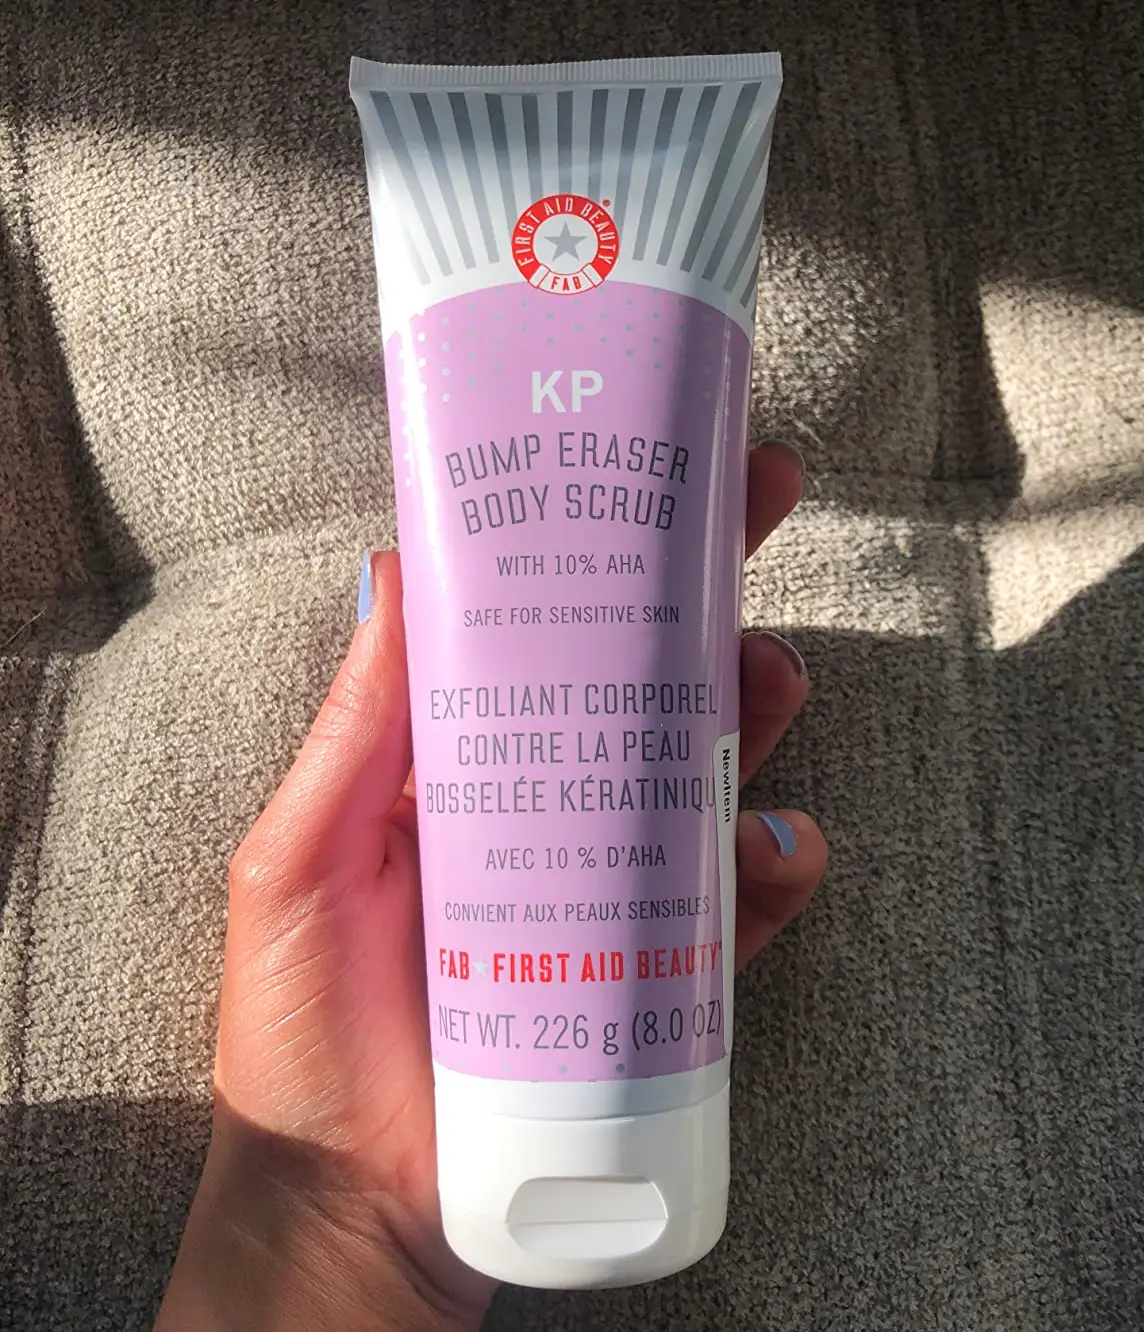 FIRST AID BEAUTY®
FAB
KP
BUMP ERASER
BODY SCRUB
WITH 10% AHA
SAFE FOR SENSITIVE SKIN
EXFOLIANT CORPOREL
CONTRE LA PEAU
BOSSELÉE KÉRATINIQU
AVEC 10 % D'AHA
CONVIENT AUX PEAUX SENSIBLES
FAB FIRST AID BEAUTY®
NET WT. 226 g (8.0 OZ)
NewItem